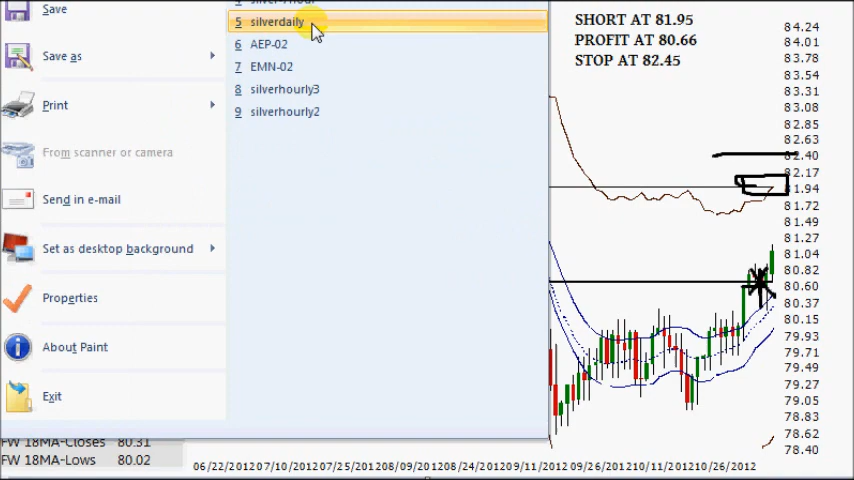 Save
Save as
Print
From scanner or camera
Send in e-mail
Set as desktop background
Properties
About Paint
Exit
5 silverdaily
6 AEP-02
7 EMN-02
8 silverhourly3
9 silverhourly2
SHORT AT 81.95
PROFIT AT 80.66
STOP AT 82.45
84.24
84.01
83.78
83.54
83.31
83.08
82.85
82.63
82.40
82.17
81.94
81.72
81.49
81.27
81.04
80.82
80.60
80.37
80.15
79.93
79.71
79.49
79.27
79.05
78.83
78.62
78.40
FW 18MA-Closes 80.31
FW 18MA-Lows 80.02
06/22/2012 07/10/2012 07/25/2012 08/09/2012 08/24/2012 09/11/2012 09/26/2012 10/11/2012 10/26/2012